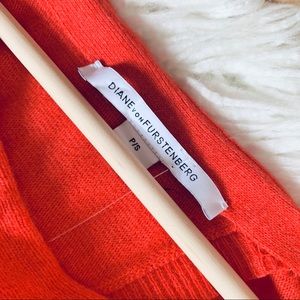 DIANE VON FURSTENBERG
P/S